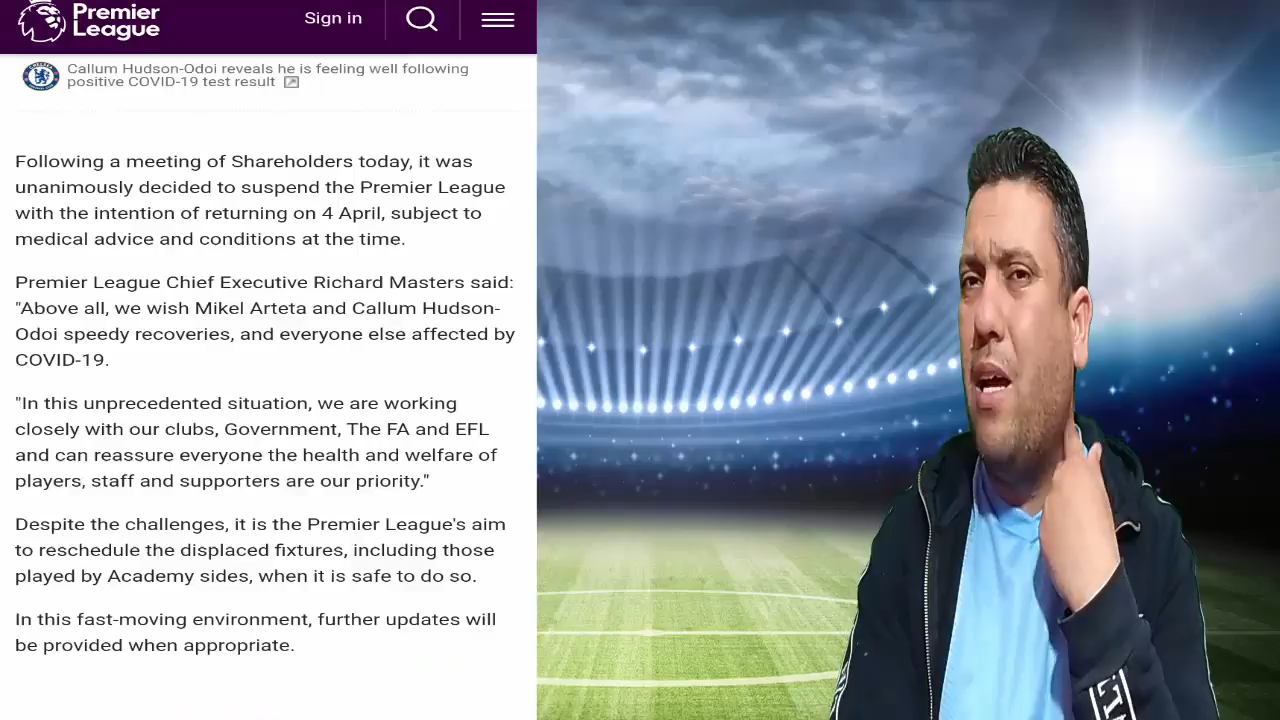 Premier
League
Sign in
Callum Hudson-Odoi reveals he is feeling well following
positive COVID-19 test result
Following a meeting of Shareholders today, it was
unanimously decided to suspend the Premier League
with the intention of returning on 4 April, subject to
medical advice and conditions at the time.
Premier League Chief Executive Richard Masters said:
"Above all, we wish Mikel Arteta and Callum Hudson-
Odoi speedy recoveries, and everyone else affected by
COVID-19.
"In this unprecedented situation, we are working
closely with our clubs, Government, The FA and EFL
and can reassure everyone the health and welfare of
players, staff and supporters are our priority."
Despite the challenges, it is the Premier League's aim
to reschedule the displaced fixtures, including those
played by Academy sides, when it is safe to do so.
In this fast-moving environment, further updates will
be provided when appropriate.